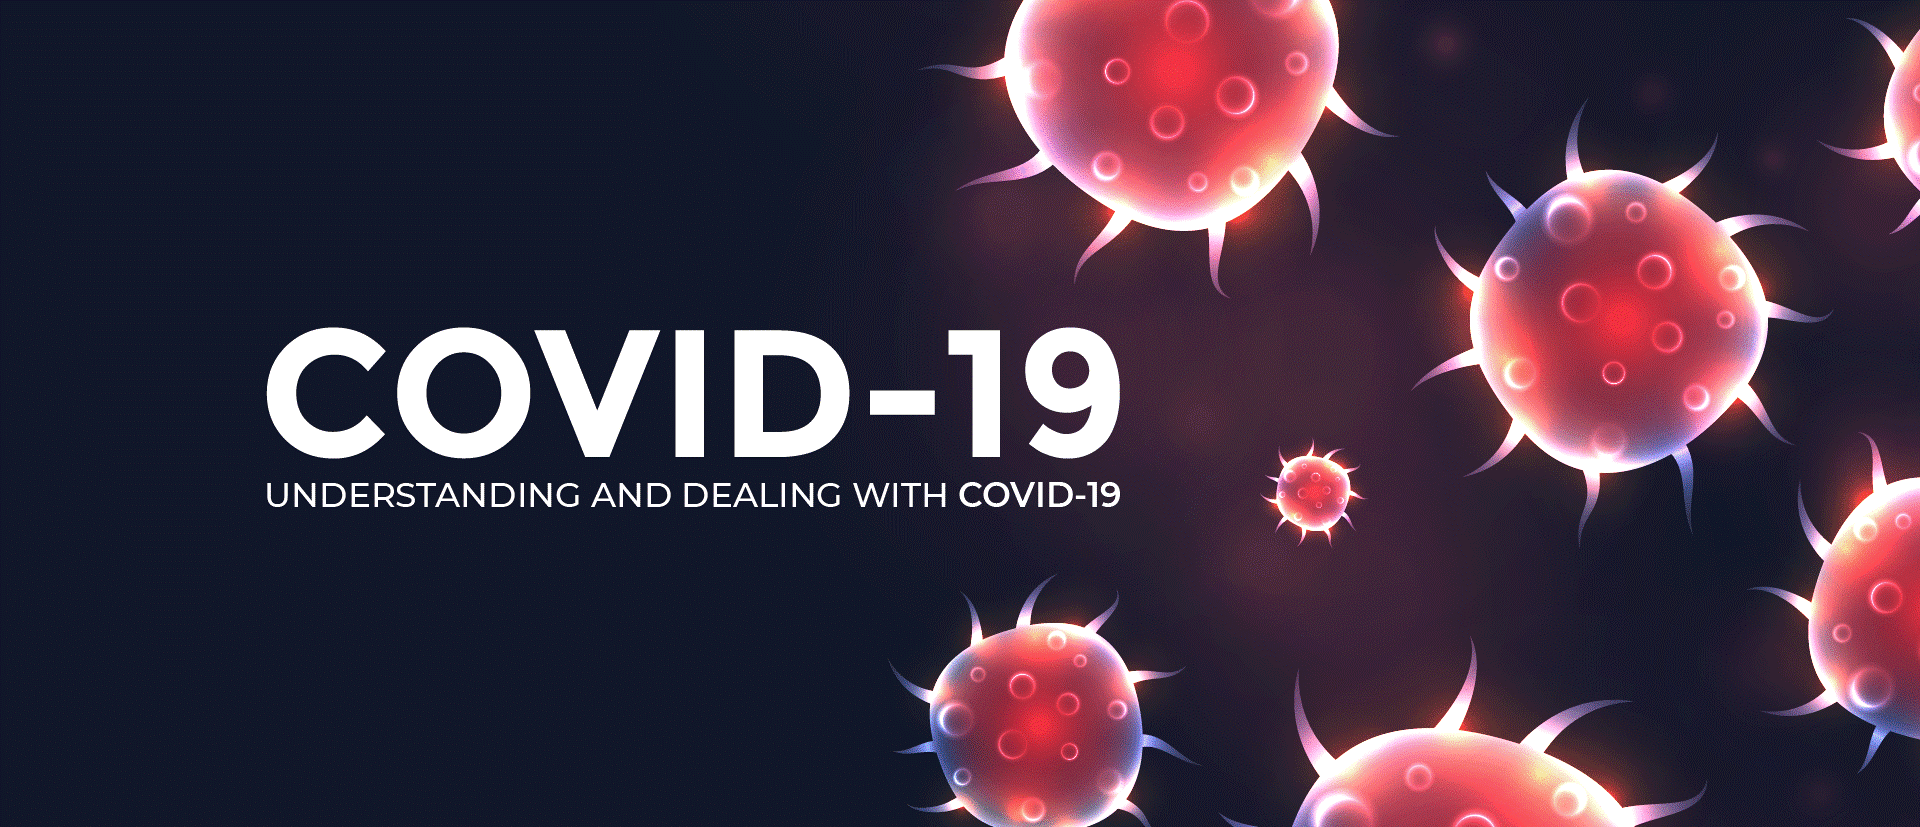 COVID-19
UNDERSTANDING AND DEALING WITH COVID-19